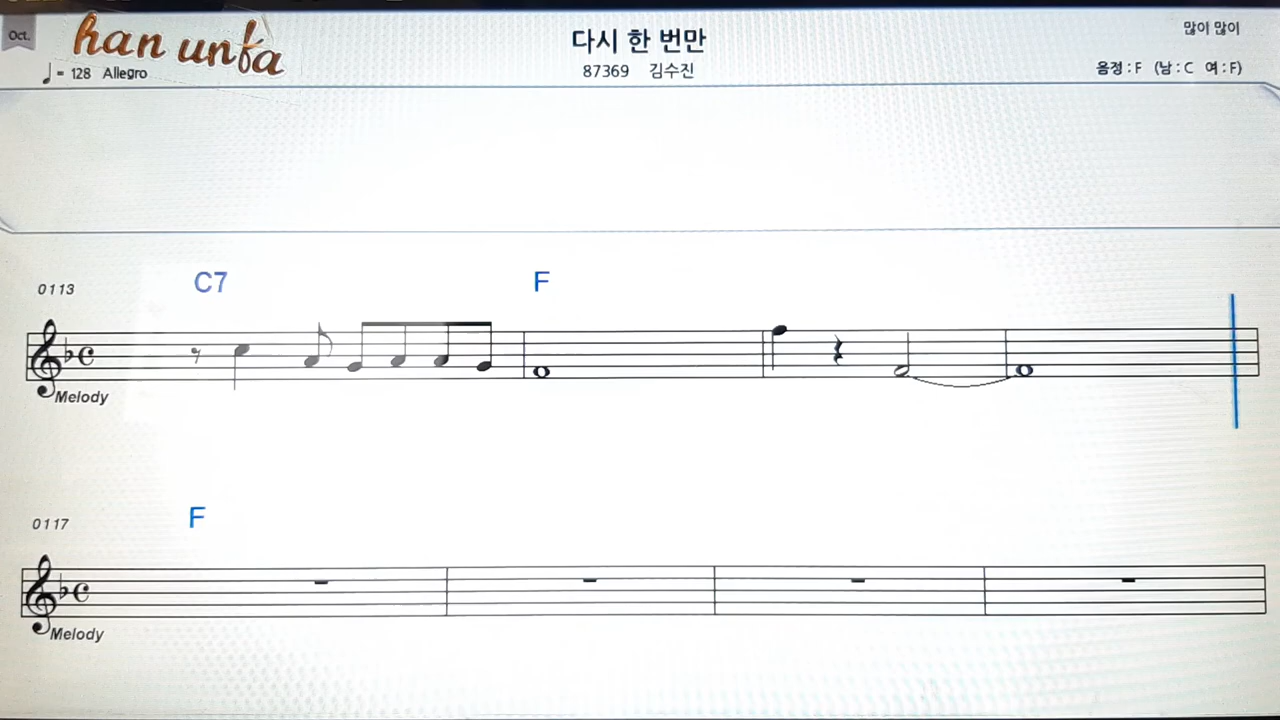 Oct.
han unfa
다시 한 번만
많이 많이
♩ = 128 Allegro
87369 김수진
음정 : F (남 : C 여 : F)
C7 F
0113
Melody
F
0117
Melody